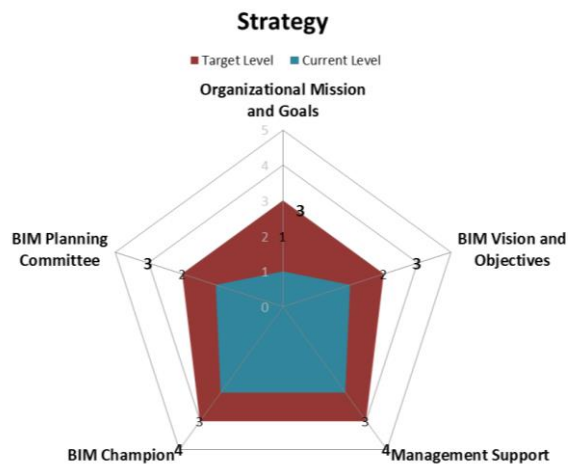 Strategy
Target Level Current Level
Organizational Mission
and Goals
5
4
3
3
2
1
1
0
BIM Planning
Committee
3
2
2
3
BIM Vision and
Objectives
3
3
BIM Champion
4
4
Management Support